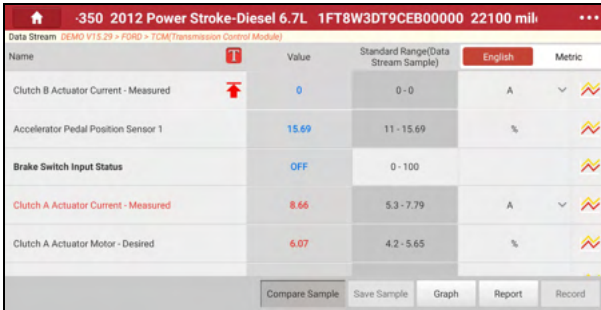 -350 2012 Power Stroke-Diesel 6.7L 1FT8W3DT9CEB00000 22100 mil
Data Stream DEMO V15.29 > FORD > TCM(Transmission Control Module)
Name T Value Standard Range(Data Stream Sample) English Metric
Clutch B Actuator Current - Measured 0 0 - 0 A
Accelerator Pedal Position Sensor 1 15.69 11 - 15.69 %
Brake Switch Input Status OFF 0 - 100
Clutch A Actuator Current - Measured 8.66 5.3 - 7.79 A
Clutch A Actuator Motor - Desired 6.07 4.2 - 5.65 %
Compare Sample Save Sample Graph Report Record